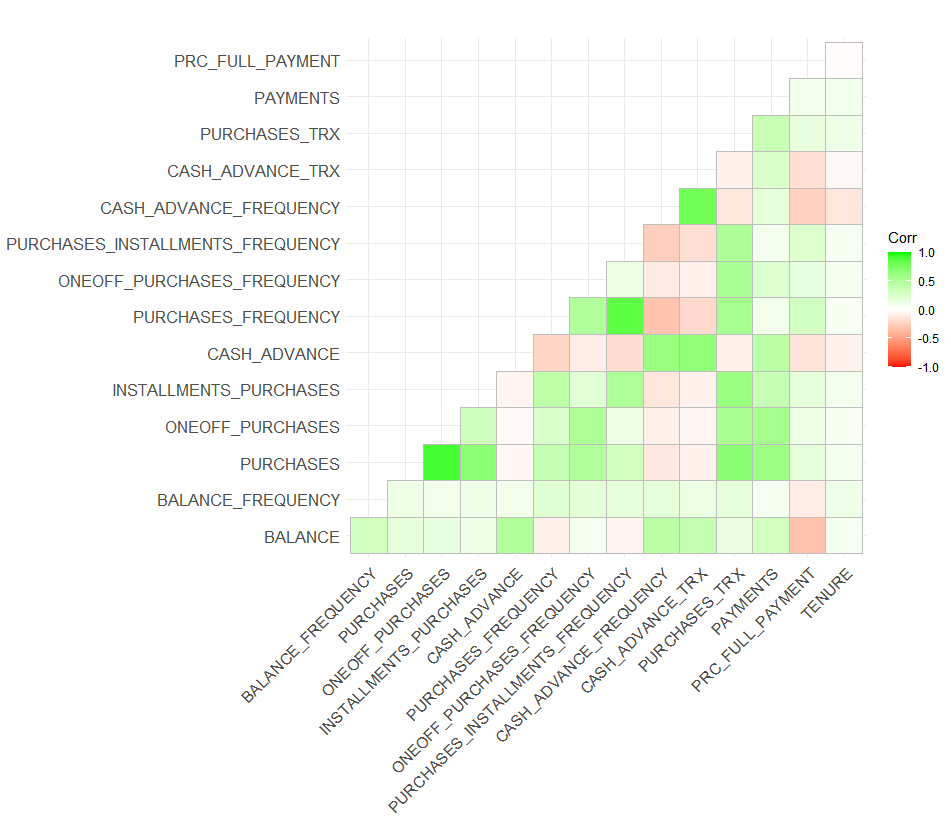 PRC_FULL_PAYMENT
PAYMENTS
PURCHASES_TRX
CASH_ADVANCE_TRX
CASH_ADVANCE_FREQUENCY
PURCHASES_INSTALLMENTS_FREQUENCY
ONEOFF_PURCHASES_FREQUENCY
PURCHASES_FREQUENCY
CASH_ADVANCE
INSTALLMENTS_PURCHASES
ONEOFF_PURCHASES
PURCHASES
BALANCE_FREQUENCY
BALANCE
BALANCE_FREQUENCY
PURCHASES
ONEOFF_PURCHASES
INSTALLMENTS_PURCHASES
CASH_ADVANCE
PURCHASES_FREQUENCY
ONEOFF_PURCHASES_FREQUENCY
PURCHASES_INSTALLMENTS_FREQUENCY
CASH_ADVANCE_FREQUENCY
CASH_ADVANCE_TRX
PURCHASES_TRX
PAYMENTS
PRC_FULL_PAYMENT
TENURE
Corr
1.0
0.5
0.0
-0.5
-1.0